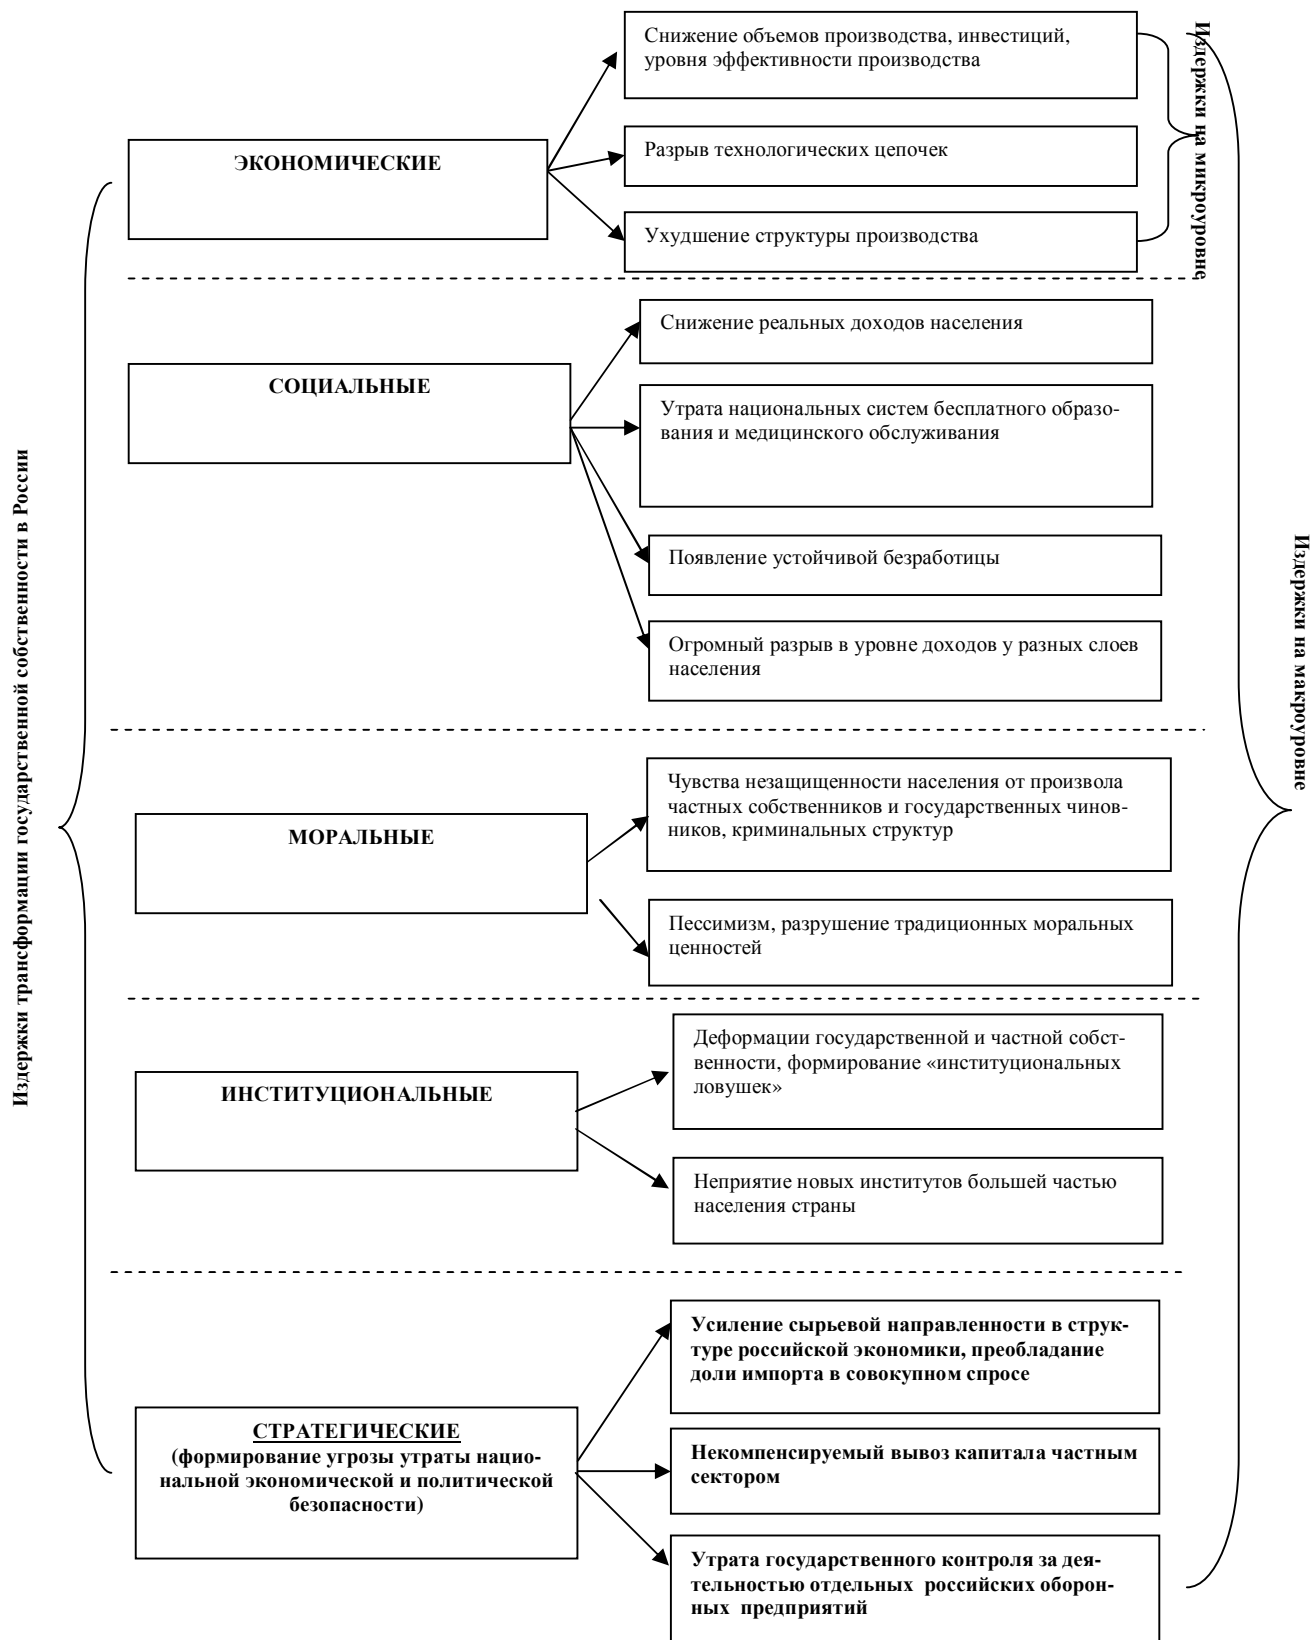 Издержки трансформации государственной собственности в России
ЭКОНОМИЧЕСКИЕ
Снижение объемов производства, инвестиций,
уровня эффективности производства
Разрыв технологических цепочек
Ухудшение структуры производства
Издержки на микроуровне
СОЦИАЛЬНЫЕ
Снижение реальных доходов населения
Утрата национальных систем бесплатного образо-
вания и медицинского обслуживания
Появление устойчивой безработицы
Огромный разрыв в уровне доходов у разных слоев
населения
Издержки на макроуровне
МОРАЛЬНЫЕ
Чувства незащищенности населения от произвола
частных собственников и государственных чинов-
ников, криминальных структур
Пессимизм, разрушение традиционных моральных
ценностей
ИНСТИТУЦИОНАЛЬНЫЕ
Деформации государственной и частной собст-
венности, формирование «институциональных
ловушек»
Неприятие новых институтов большей частью
населения страны
СТРАТЕГИЧЕСКИЕ
(формирование угрозы утраты нацио-
нальной экономической и политической
безопасности)
Усиление сырьевой направленности в струк-
туре российской экономики, преобладание
доли импорта в совокупном спросе
Некомпенсируемый вывоз капитала частным
сектором
Утрата государственного контроля за дея-
тельностью отдельных российских оборон-
ных предприятий